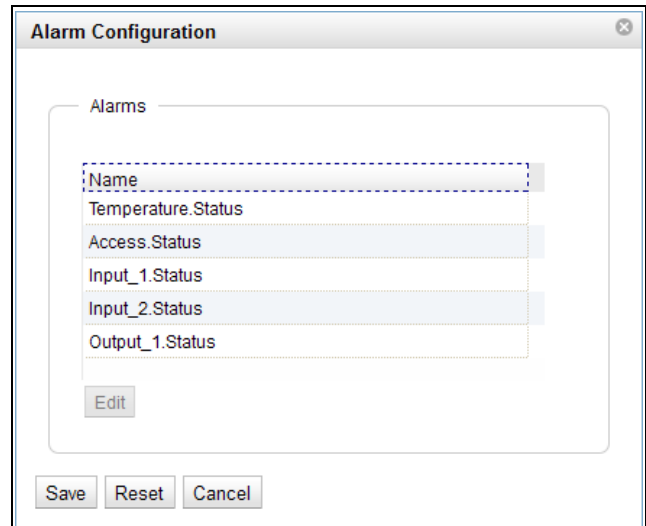 Alarm Configuration
Alarms
Name
Temperature.Status
Access.Status
Input_1.Status
Input_2.Status
Output_1.Status
Edit
Save Reset Cancel